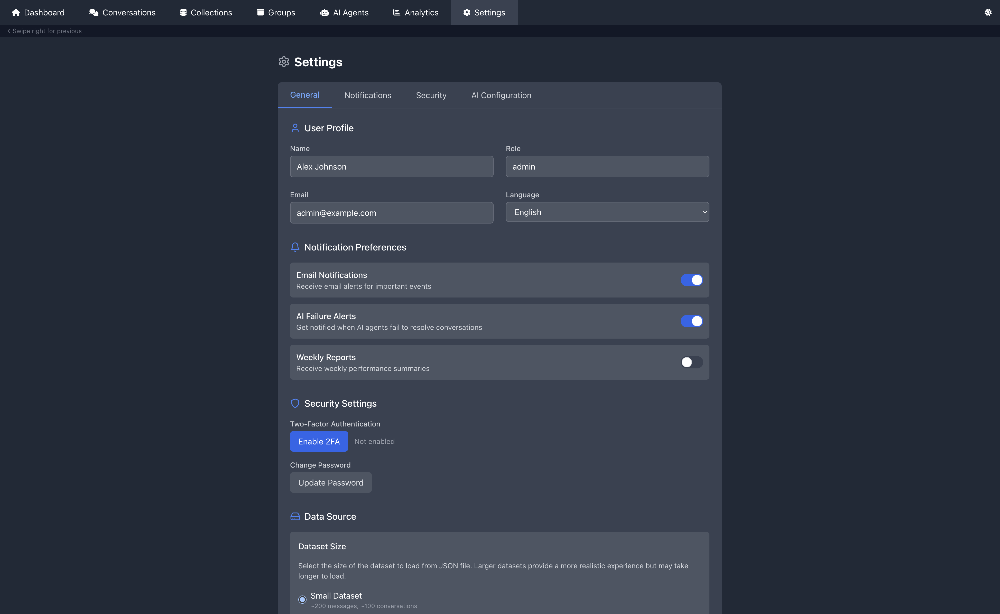 Dashboard
Conversations
Collections
Groups
AI Agents
Analytics
Settings
Swipe right for previous
Settings
General
Notifications
Security
AI Configuration
User Profile
Name
Role
Alex Johnson
admin
Email
Language
admin@example.com
English
Notification Preferences
Email Notifications
Receive email alerts for important events
AI Failure Alerts
Get notified when AI agents fail to resolve conversations
Weekly Reports
Receive weekly performance summaries
Security Settings
Two-Factor Authentication
Enable 2FA
Not enabled
Change Password
Update Password
Data Source
Dataset Size
Select the size of the dataset to load from JSON file. Larger datasets provide a more realistic experience but may take
longer to load.
Small Dataset
~200 messages, ~100 conversations